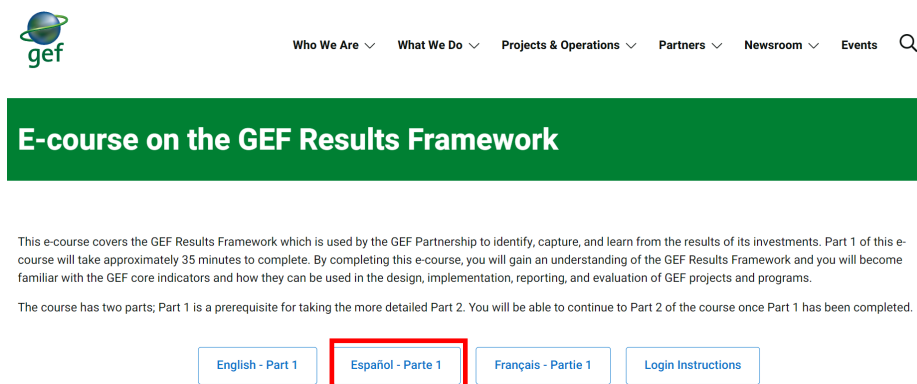 gef
Who We Are
What We Do
Projects & Operations
Partners
Newsroom
Events
E-course on the GEF Results Framework
This e-course covers the GEF Results Framework which is used by the GEF Partnership to identify, capture, and learn from the results of its investments. Part 1 of this e-
course will take approximately 35 minutes to complete. By completing this e-course, you will gain an understanding of the GEF Results Framework and you will become
familiar with the GEF core indicators and how they can be used in the design, implementation, reporting, and evaluation of GEF projects and programs.
The course has two parts; Part 1 is a prerequisite for taking the more detailed Part 2. You will be able to continue to Part 2 of the course once Part 1 has been completed.
English - Part 1
Español - Parte 1
Français - Partie 1
Login Instructions